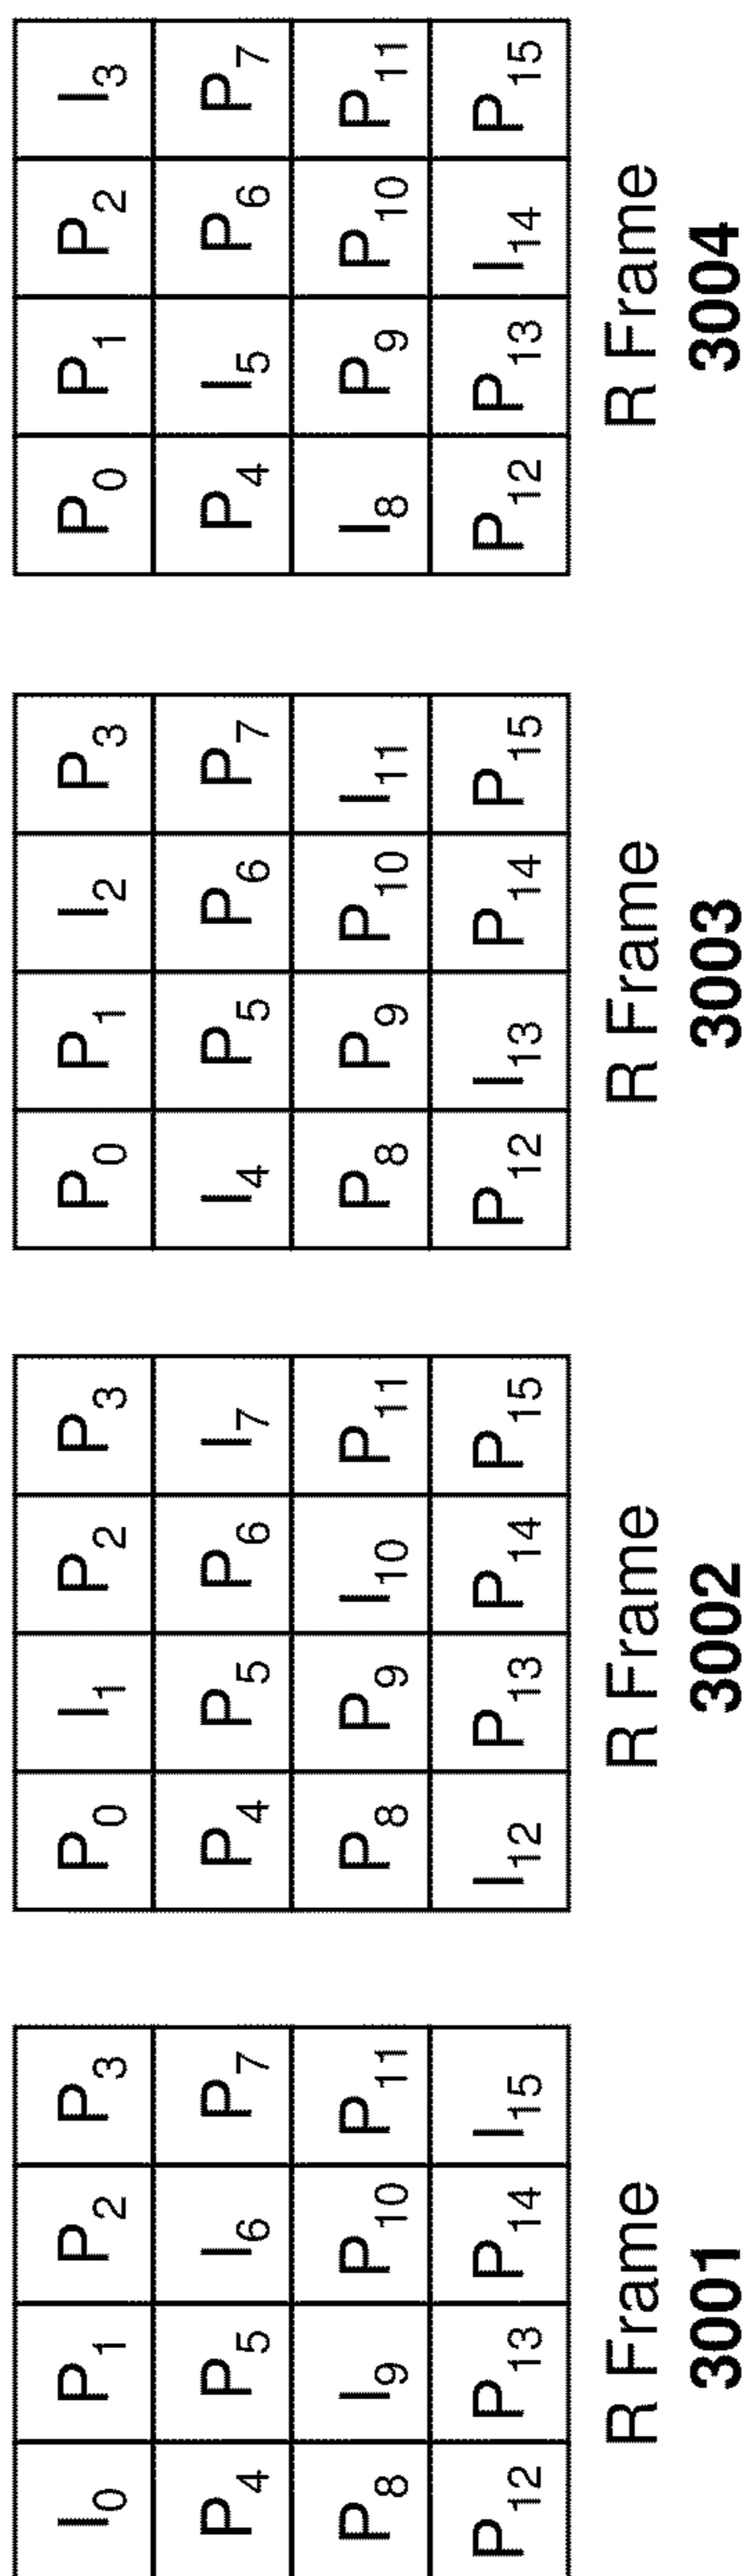 I0 P1 P2 P3
P4 P5 I6 P7
P8 I9 P10 P11
P12 P13 P14 I15
R Frame
3001
P0 I1 P2 P3
P4 P5 P6 I7
P8 P9 I10 P11
I12 P13 P14 P15
R Frame
3002
P0 P1 I2 P3
I4 P5 P6 P7
P8 P9 P10 I11
P12 I13 P14 P15
R Frame
3003
P0 P1 P2 I3
P4 I5 P6 P7
I8 P9 P10 P11
P12 P13 I14 P15
R Frame
3004